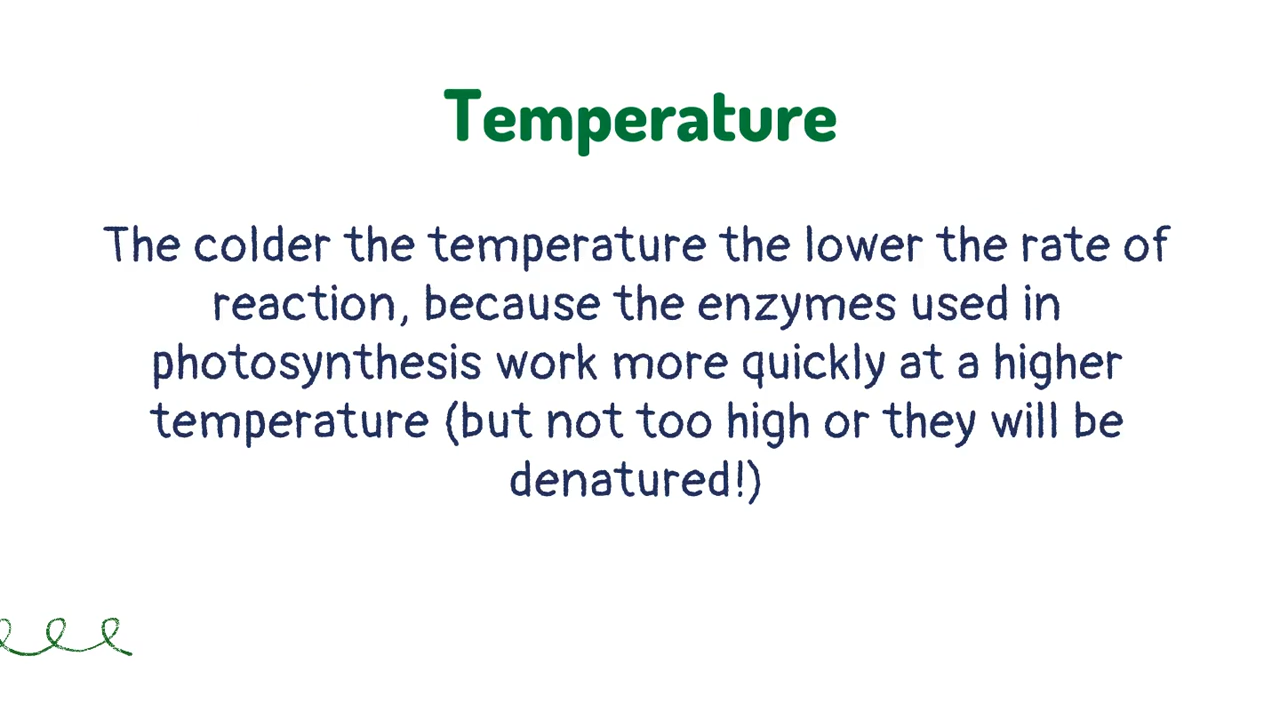 Temperature
The colder the temperature the lower the rate of
reaction, because the enzymes used in
photosynthesis work more quickly at a higher
temperature (but not too high or they will be
denatured!)